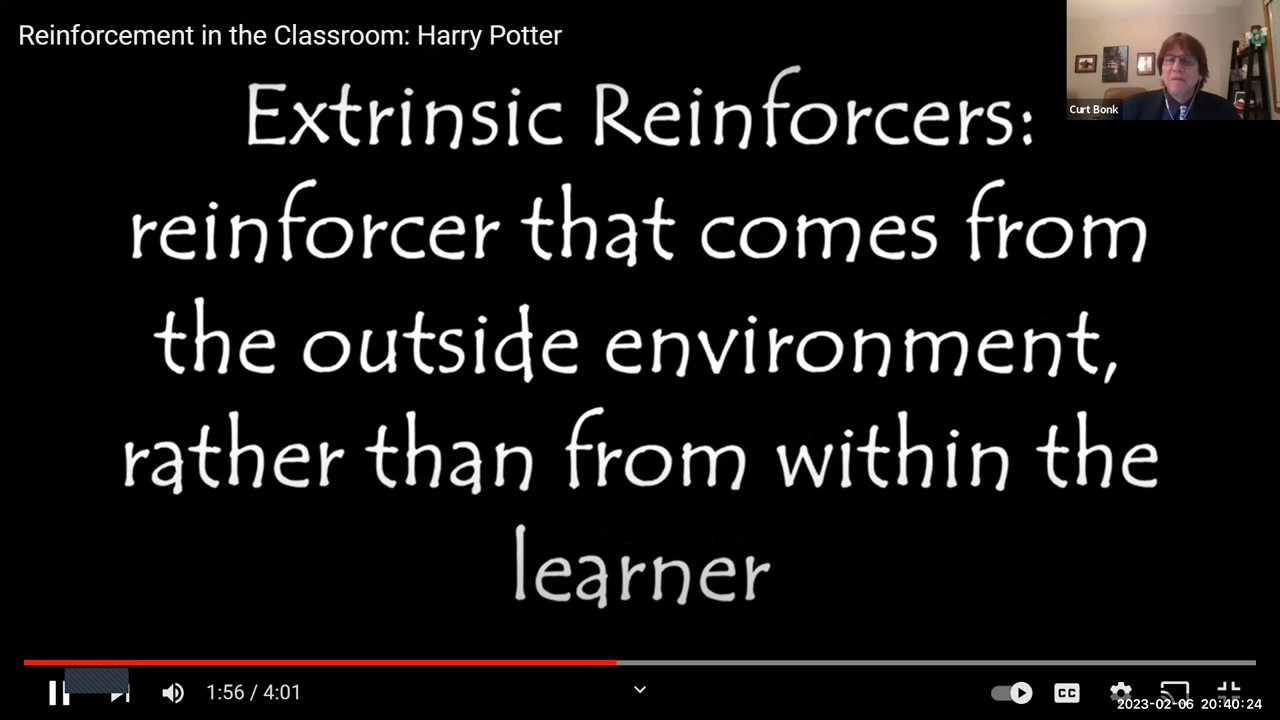 Reinforcement in the Classroom: Harry Potter
Curt Bonk
Extrinsic Reinforcers:
reinforcer that comes from
the outside environment,
rather than from within the
learner
1:56 / 4:01
CC
2023-02-06 20:40:24